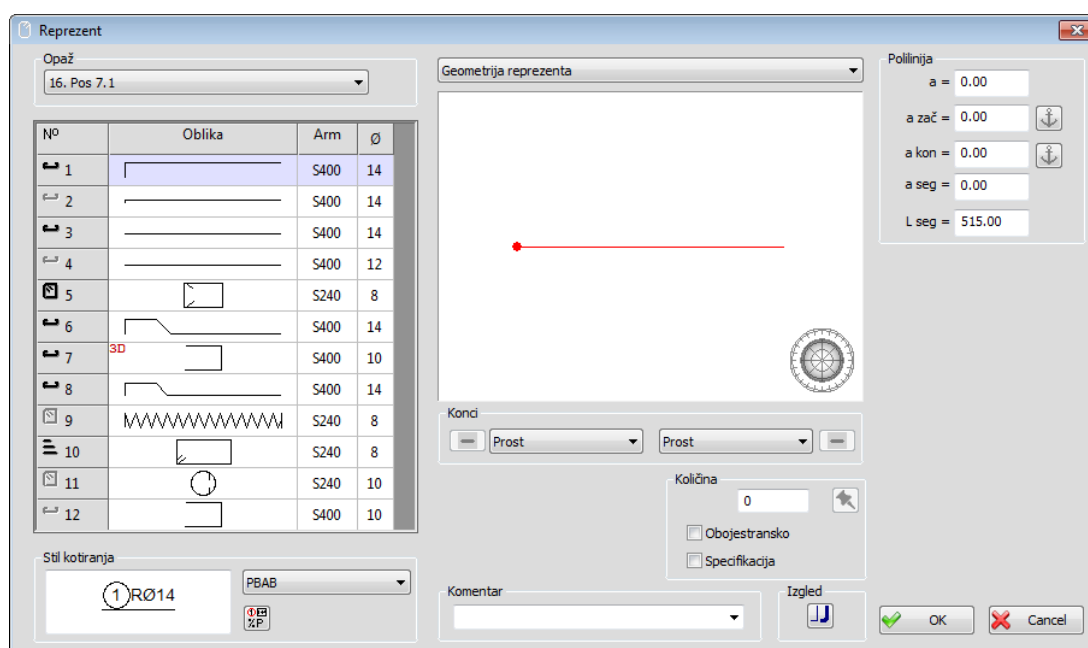 Reprezent
Opaž
16. Pos 7.1
Nº Oblika Arm Ø
1 S400 14
2 S400 14
3 S400 14
4 S400 12
5 S240 8
6 S400 14
7 3D S400 10
8 S400 14
9 S240 8
10 S240 8
11 S240 10
12 S400 10
Stil kotiranja
1 RØ14
PBAB
Geometrija reprezenta
Konci
Prost Prost
Količina
0
Obojestransko
Specifikacija
Komentar
Izgled
Polilinija
a = 0.00
a zač = 0.00
a kon = 0.00
a seg = 0.00
L seg = 515.00
OK Cancel